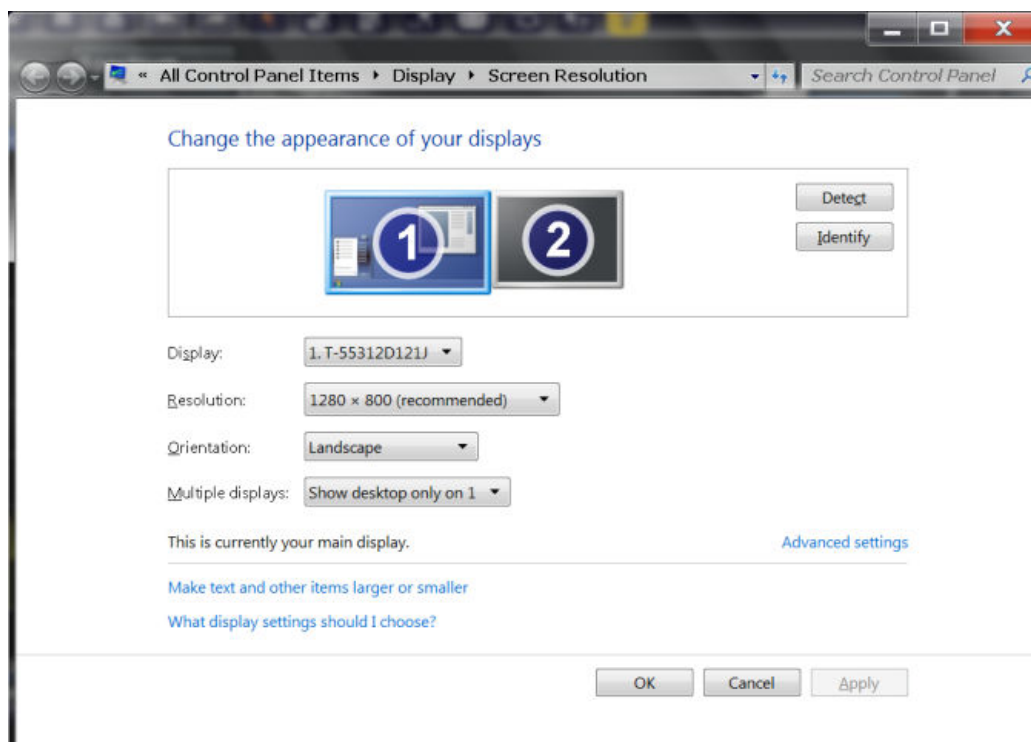 « All Control Panel Items ▸ Display ▸ Screen Resolution Search Control Panel
Change the appearance of your displays
1 2
Detect
Identify
Display: 1. T-55312D121J
Resolution: 1280 × 800 (recommended)
Orientation: Landscape
Multiple displays: Show desktop only on 1
This is currently your main display. Advanced settings
Make text and other items larger or smaller
What display settings should I choose?
OK Cancel Apply